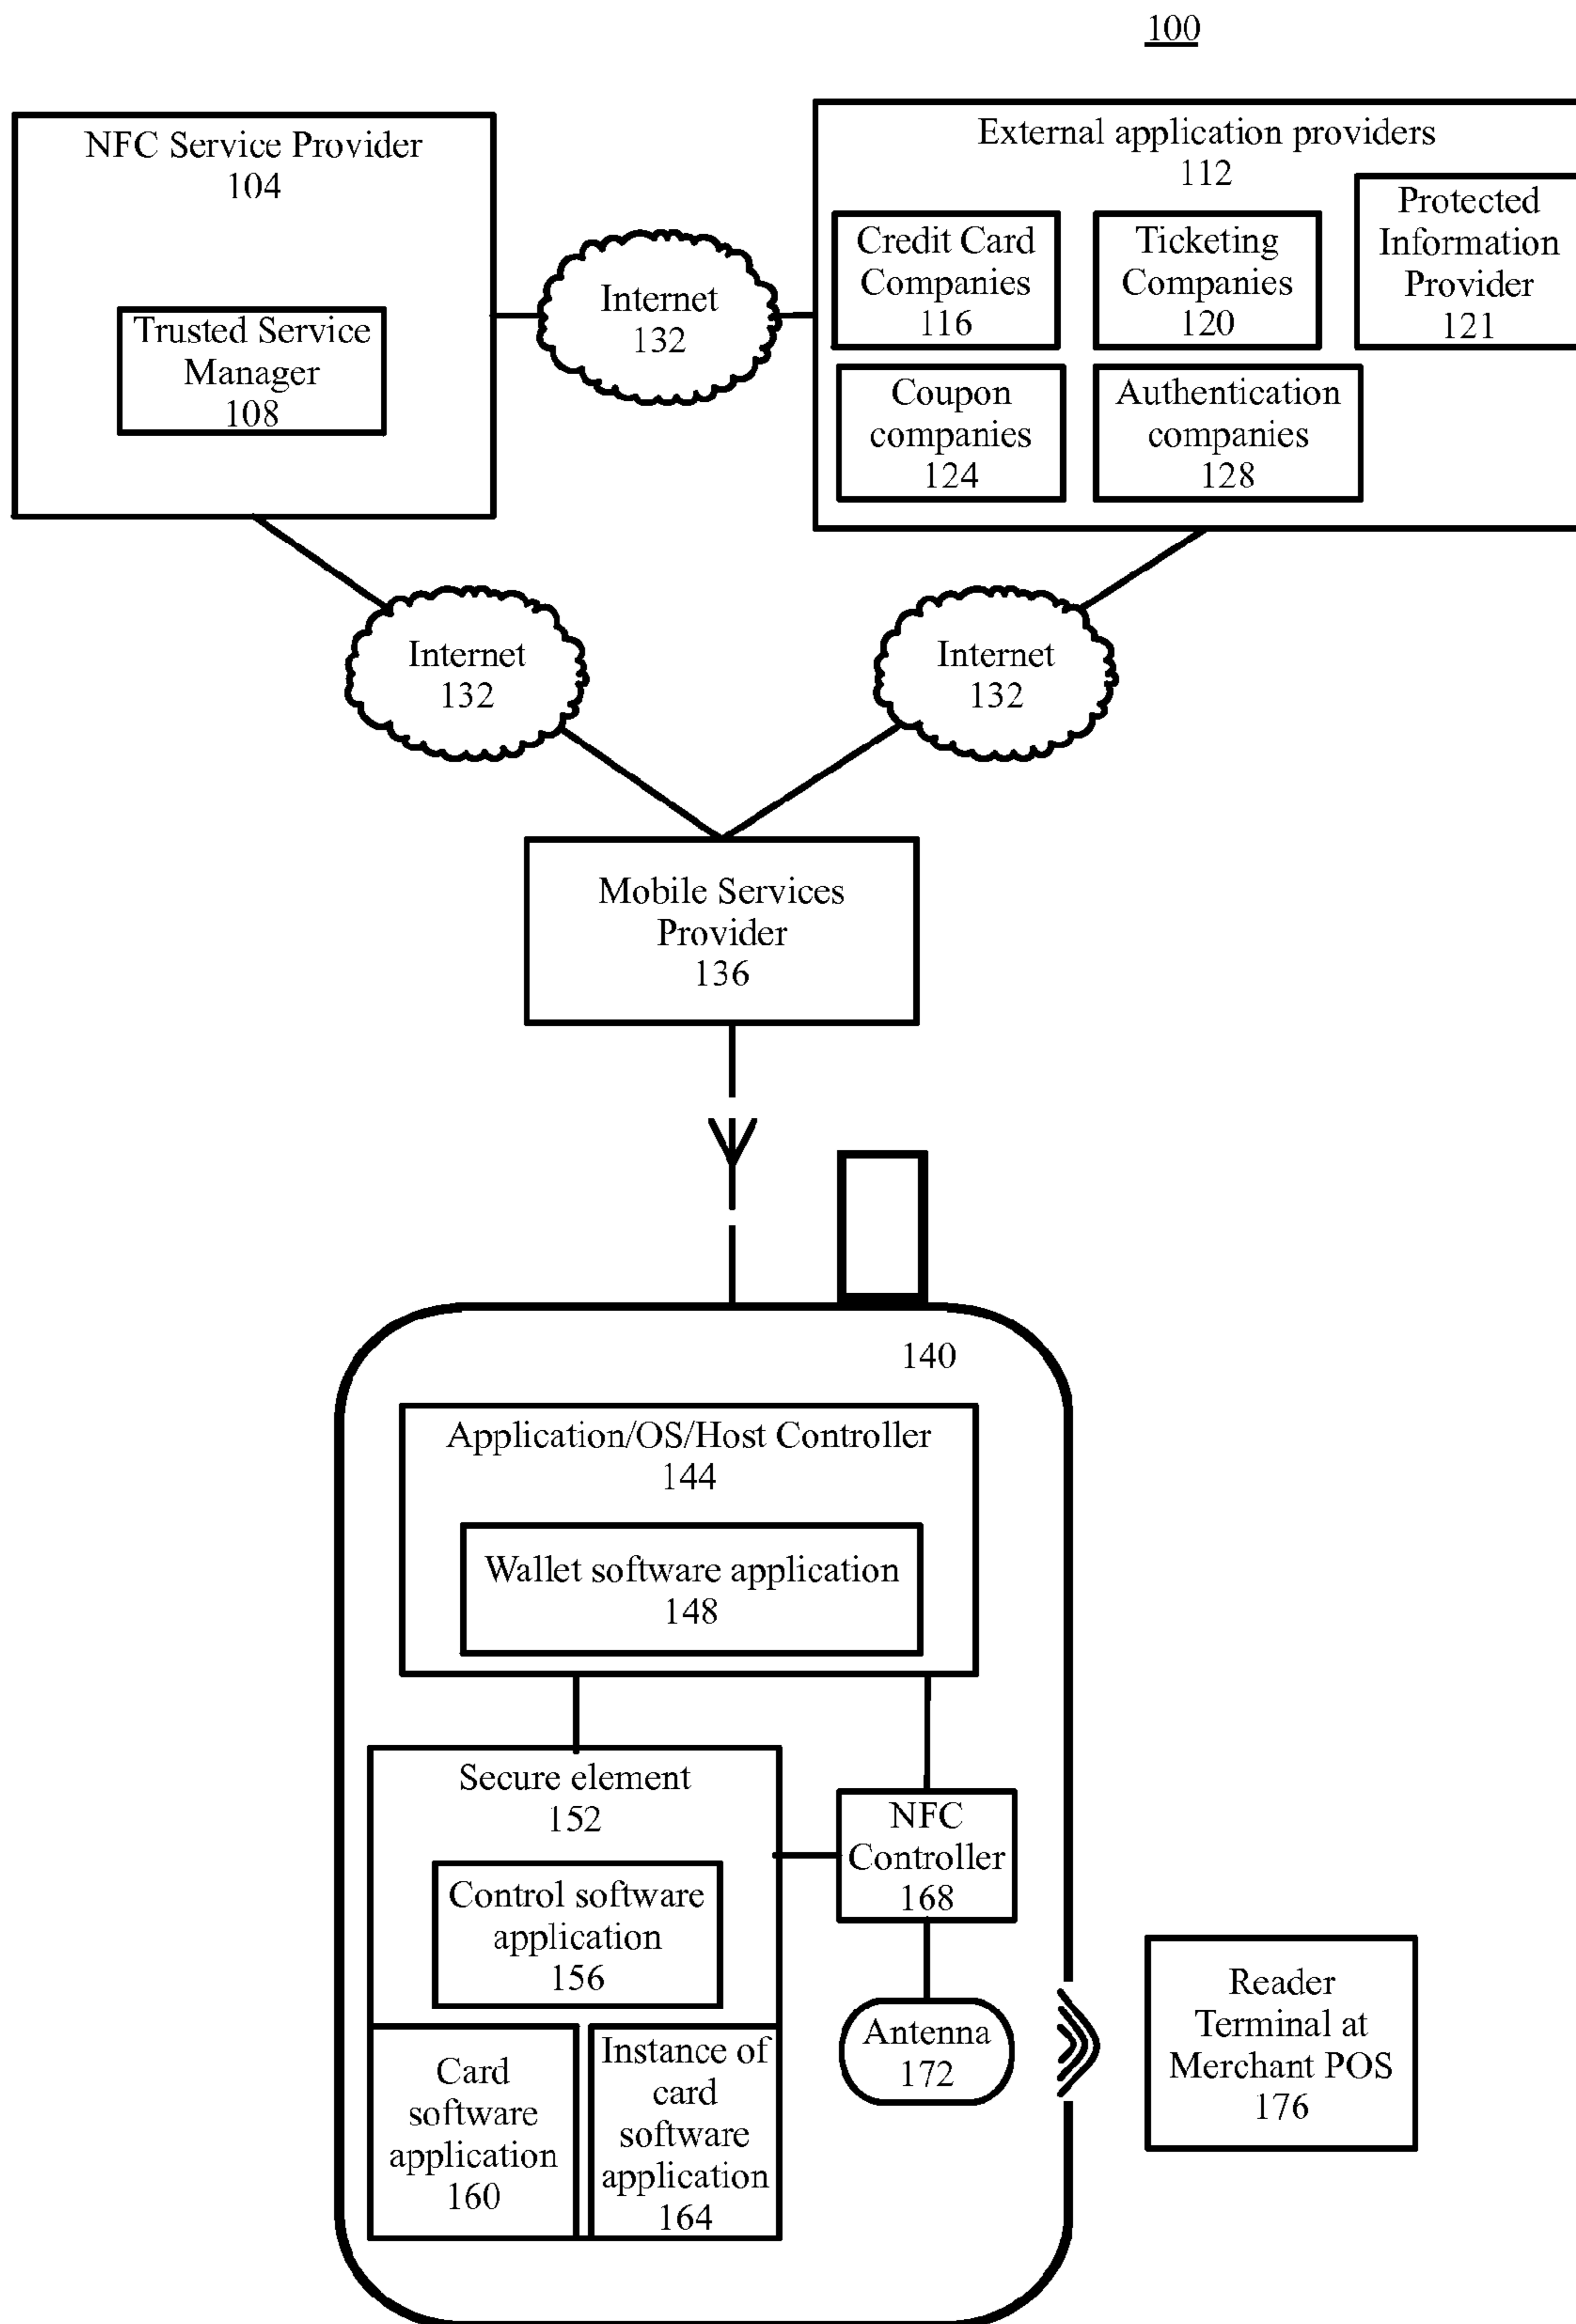 100
NFC Service Provider
104
Trusted Service
Manager
108
Internet
132
External application providers
112
Credit Card
Companies
116
Ticketing
Companies
120
Protected
Information
Provider
121
Coupon
companies
124
Authentication
companies
128
Internet
132
Internet
132
Mobile Services
Provider
136
140
Application/OS/Host Controller
144
Wallet software application
148
Secure element
152
Control software
application
156
Card
software
application
160
Instance of
card
software
application
164
NFC
Controller
168
Antenna
172
Reader
Terminal at
Merchant POS
176